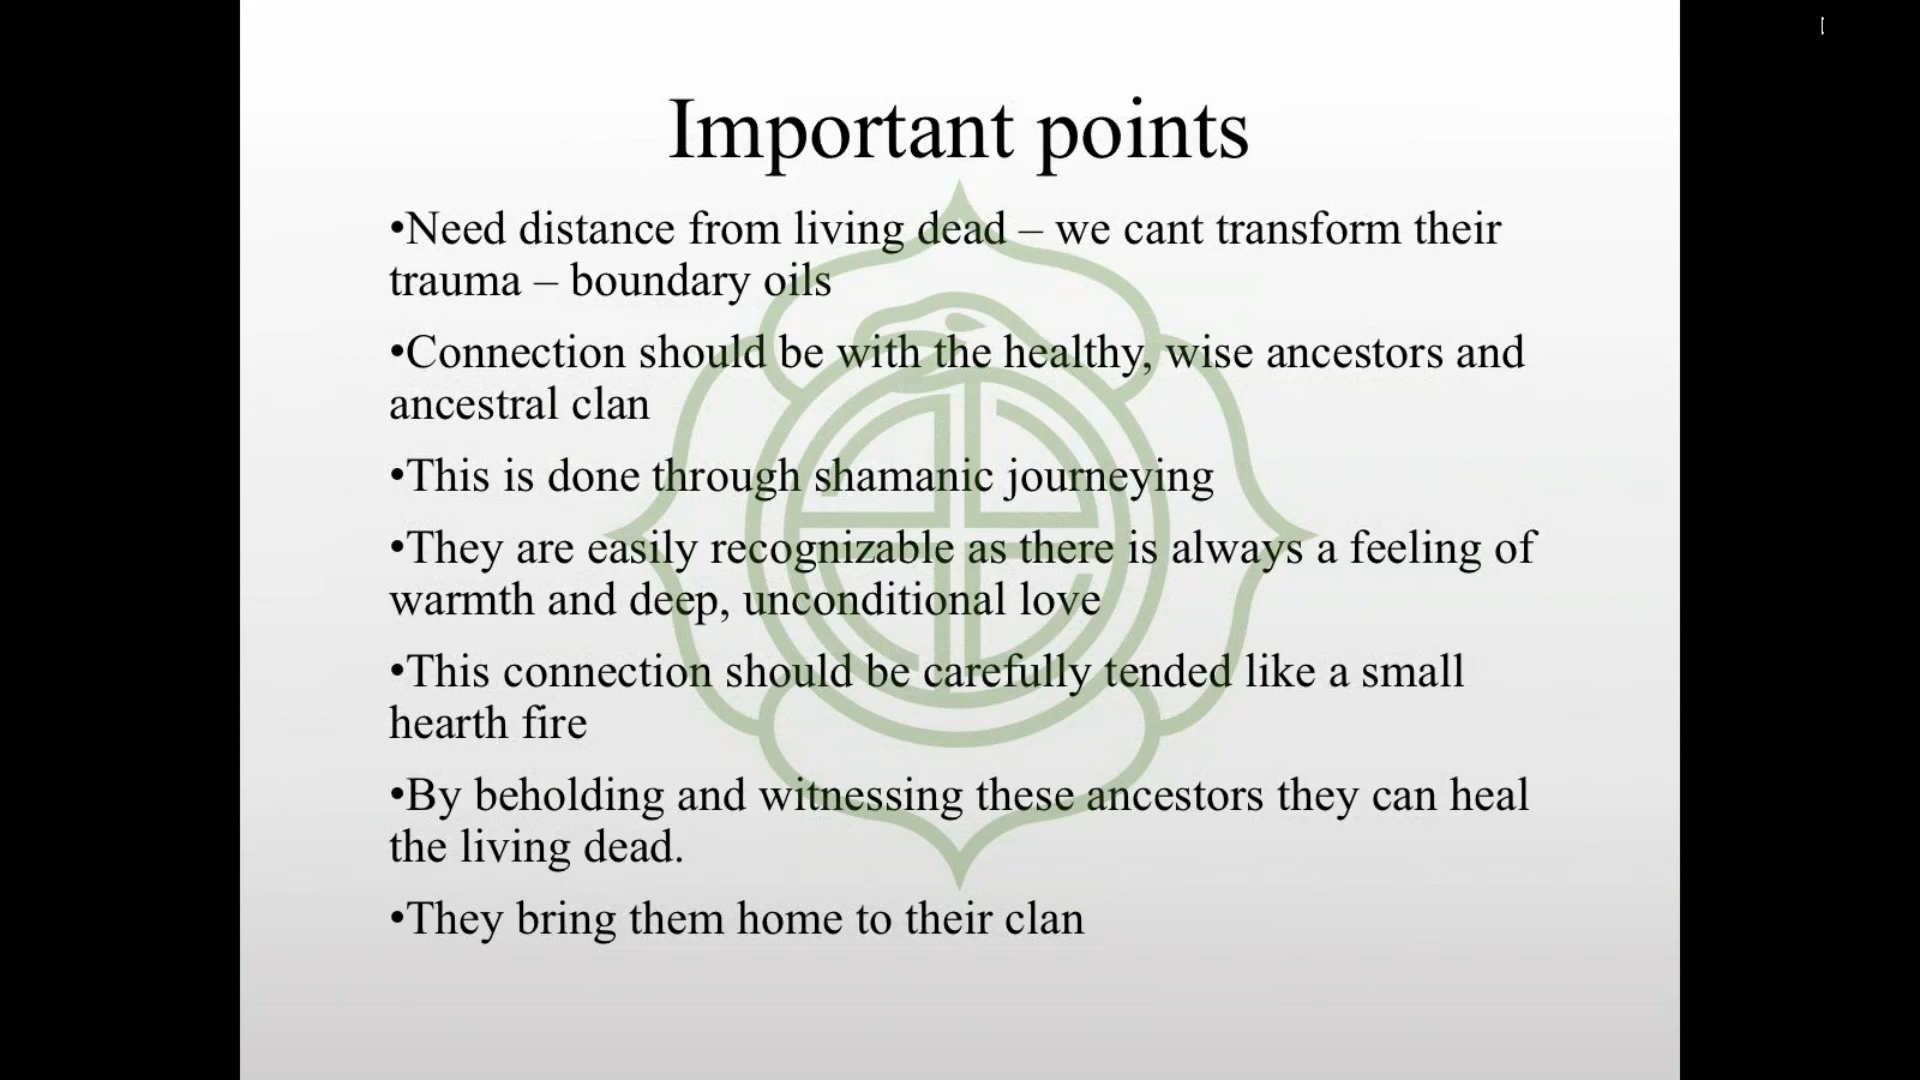 Important points
•Need distance from living dead – we cant transform their
trauma – boundary oils
•Connection should be with the healthy, wise ancestors and
ancestral clan
•This is done through shamanic journeying
•They are easily recognizable as there is always a feeling of
warmth and deep, unconditional love
•This connection should be carefully tended like a small
hearth fire
•By beholding and witnessing these ancestors they can heal
the living dead.
•They bring them home to their clan